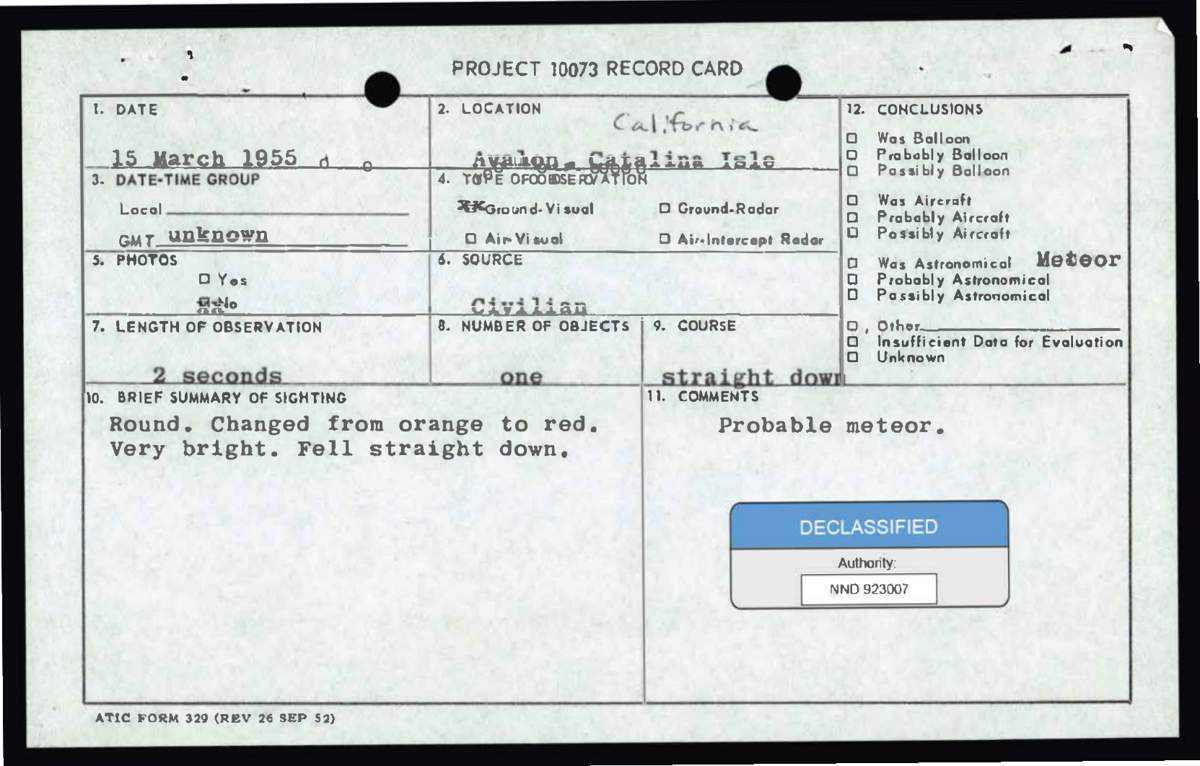 PROJECT 10073 RECORD CARD
1. DATE
15 March 1955
2. LOCATION
California
Avalon, Catalina Isle
3. DATE-TIME GROUP
Local
GMT unknown
4. TYPE OF OBSERVATION
XX Ground-Visual
☐ Ground-Radar
☐ Air-Visual
☐ Air-Intercept Radar
5. PHOTOS
☐ Yes
No
6. SOURCE
Civilian
7. LENGTH OF OBSERVATION
2 seconds
8. NUMBER OF OBJECTS
one
9. COURSE
straight down
10. BRIEF SUMMARY OF SIGHTING
Round. Changed from orange to red.
Very bright. Fell straight down.
11. COMMENTS
Probable meteor.
12. CONCLUSIONS
☐ Was Balloon
☐ Probably Balloon
☐ Possibly Balloon
☐ Was Aircraft
☐ Probably Aircraft
☐ Possibly Aircraft
☐ Was Astronomical Meteor
☐ Probably Astronomical
☐ Possibly Astronomical
☐ Other
☐ Insufficient Data for Evaluation
☐ Unknown
DECLASSIFIED
Authority:
NND 923007
ATIC FORM 329 (REV 26 SEP 52)